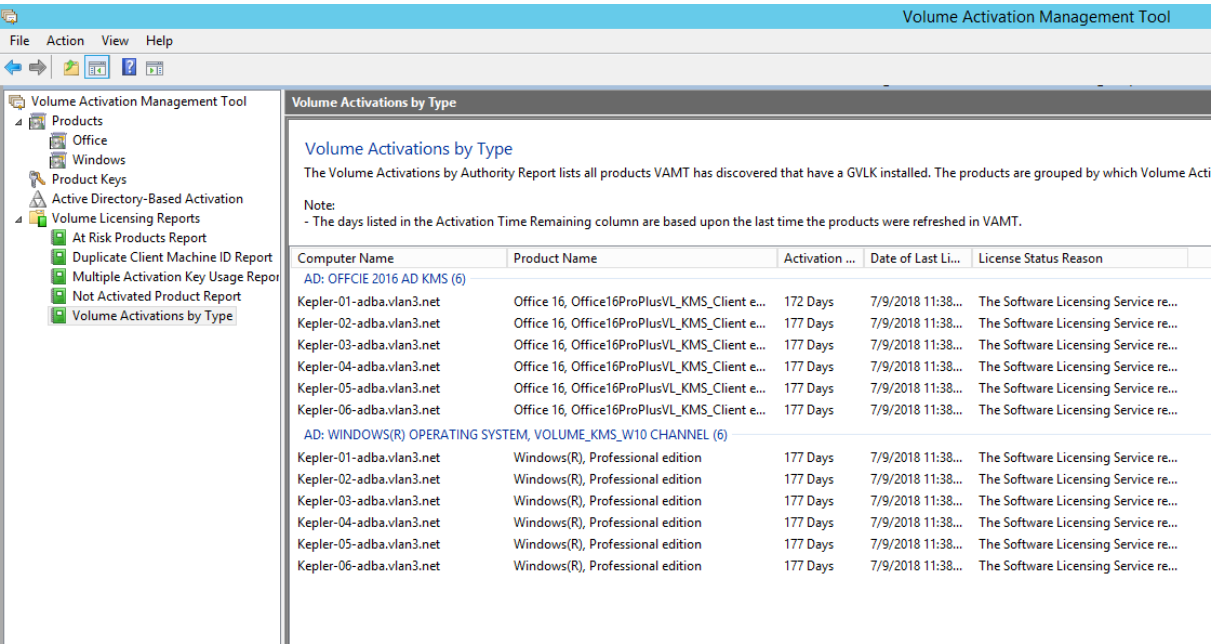 Volume Activation Management Tool
File Action View Help
Volume Activation Management Tool
Products
Office
Windows
Product Keys
Active Directory-Based Activation
Volume Licensing Reports
At Risk Products Report
Duplicate Client Machine ID Report
Multiple Activation Key Usage Repor
Not Activated Product Report
Volume Activations by Type
Volume Activations by Type
Volume Activations by Type
The Volume Activations by Authority Report lists all products VAMT has discovered that have a GVLK installed. The products are grouped by which Volume Acti
Note:
- The days listed in the Activation Time Remaining column are based upon the last time the products were refreshed in VAMT.
Computer Name Product Name Activation ... Date of Last Li... License Status Reason
AD: OFFCIE 2016 AD KMS (6)
Kepler-01-adba.vlan3.net Office 16, Office16ProPlusVL_KMS_Client e... 172 Days 7/9/2018 11:38... The Software Licensing Service re...
Kepler-02-adba.vlan3.net Office 16, Office16ProPlusVL_KMS_Client e... 177 Days 7/9/2018 11:38... The Software Licensing Service re...
Kepler-03-adba.vlan3.net Office 16, Office16ProPlusVL_KMS_Client e... 177 Days 7/9/2018 11:38... The Software Licensing Service re...
Kepler-04-adba.vlan3.net Office 16, Office16ProPlusVL_KMS_Client e... 177 Days 7/9/2018 11:38... The Software Licensing Service re...
Kepler-05-adba.vlan3.net Office 16, Office16ProPlusVL_KMS_Client e... 177 Days 7/9/2018 11:38... The Software Licensing Service re...
Kepler-06-adba.vlan3.net Office 16, Office16ProPlusVL_KMS_Client e... 177 Days 7/9/2018 11:38... The Software Licensing Service re...
AD: WINDOWS(R) OPERATING SYSTEM, VOLUME_KMS_W10 CHANNEL (6)
Kepler-01-adba.vlan3.net Windows(R), Professional edition 177 Days 7/9/2018 11:38... The Software Licensing Service re...
Kepler-02-adba.vlan3.net Windows(R), Professional edition 177 Days 7/9/2018 11:38... The Software Licensing Service re...
Kepler-03-adba.vlan3.net Windows(R), Professional edition 177 Days 7/9/2018 11:38... The Software Licensing Service re...
Kepler-04-adba.vlan3.net Windows(R), Professional edition 177 Days 7/9/2018 11:38... The Software Licensing Service re...
Kepler-05-adba.vlan3.net Windows(R), Professional edition 177 Days 7/9/2018 11:38... The Software Licensing Service re...
Kepler-06-adba.vlan3.net Windows(R), Professional edition 177 Days 7/9/2018 11:38... The Software Licensing Service re...